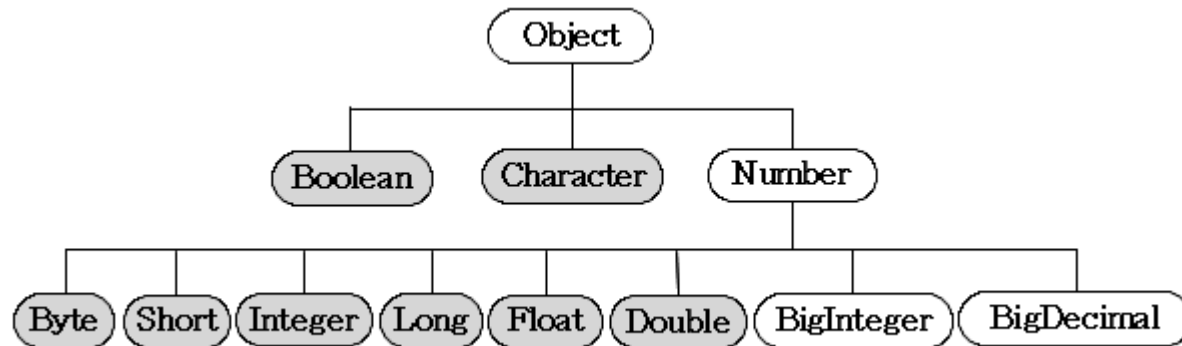 Object
Boolean Character Number
Byte Short Integer Long Float Double BigInteger BigDecimal